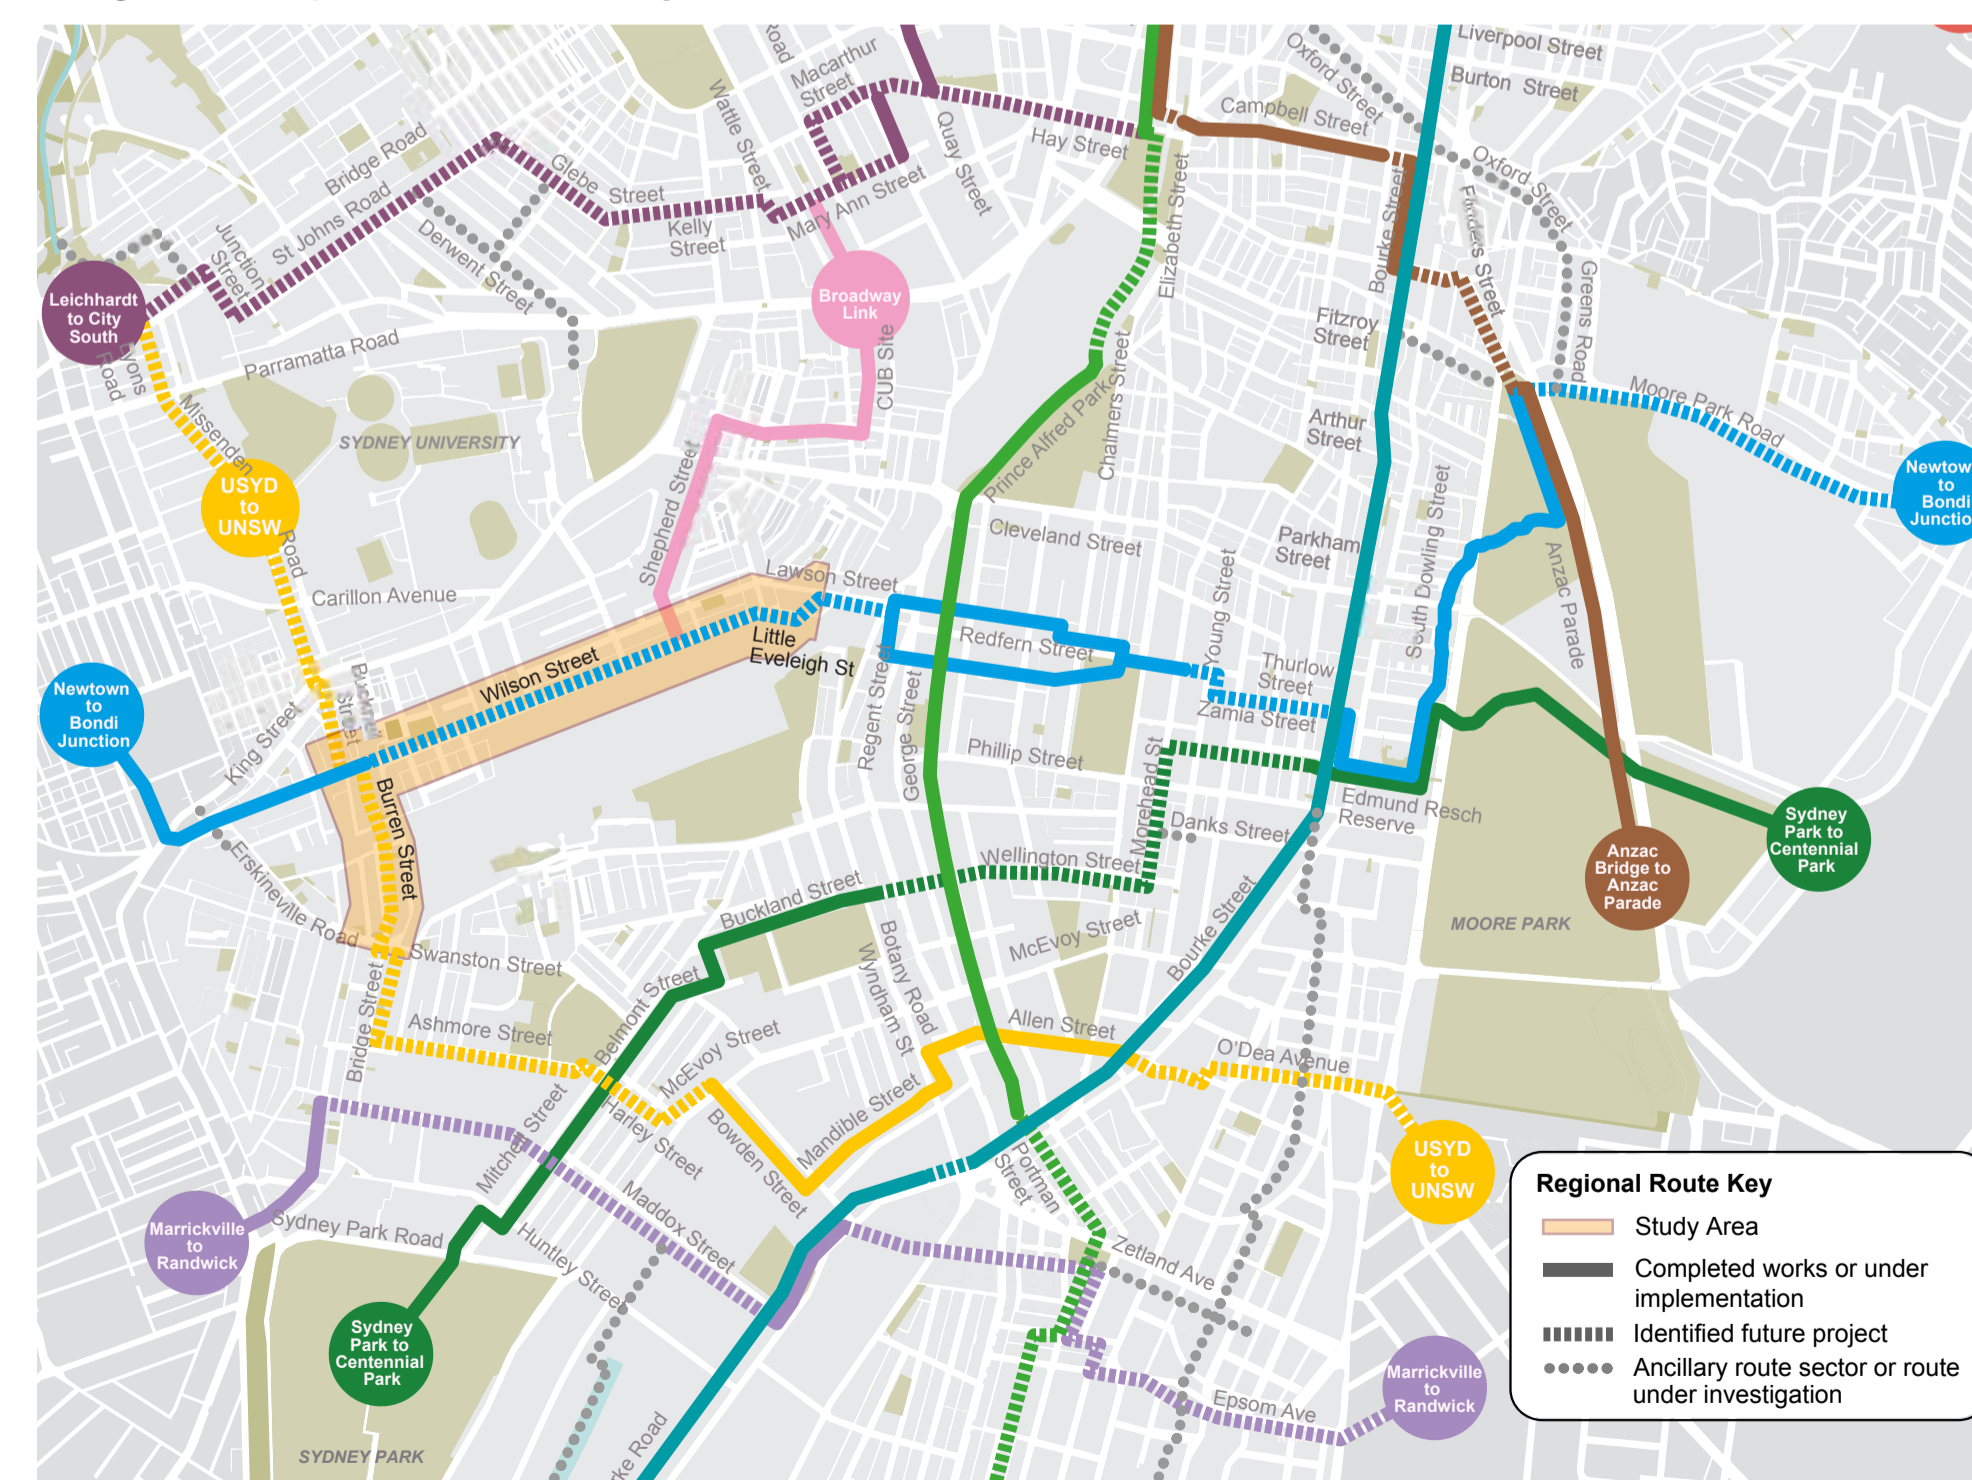 Macarthur
Street
Road
Wattle Street
Quay Street
Hay Street
Campbell Street
Oxford Street
Liverpool Street
Burton Street
Oxford Street
Bridge Road
St Johns Road
Glebe Street
Kelly
Street
Mary Ann Street
Elizabeth Street
Bourke Street
Flinders Street
Greens Road
Junction
Street
Derwent Street
Leichhardt
to City
South
Broadway
Link
CUB Site
Lyons
Road
Parramatta Road
Missenden
Road
SYDNEY UNIVERSITY
USYD
to
UNSW
Shepherd Street
Prince Alfred Park
Chalmers Street
Fitzroy
Street
Arthur
Street
Moore Park Road
Newtow
to
Bondi
Junctio
Cleveland Street
Parkham
Street
South Dowling Street
Anzac Parade
Carillon Avenue
Lawson Street
Little
Eveleigh St
Wilson Street
Redfern Street
Young Street
Thurlow
Street
Zamia Street
Regent Street
George Street
Phillip Street
Newtown
to
Bondi
Junction
King Street
Street
Burren Street
Morehead St
Danks Street
Edmund Resch
Reserve
Sydney
Park to
Centennial
Park
Anzac
Bridge to
Anzac
Parade
MOORE PARK
Erskineville Road
Wellington Street
Buckland Street
McEvoy Street
Bourke Street
Swanston Street
Botany Road
Wyndham St
Belmont Street
Bridge Street
Ashmore Street
McEvoy Street
Allen Street
O'Dea Avenue
Mandible Street
Harley Street
Bowden Street
Mitchell Street
Portman
Street
USYD
to
UNSW
Marrickville
to
Randwick
Sydney Park Road
Huntley Street
Maddox Street
Zetland Ave
Sydney
Park to
Centennial
Park
SYDNEY PARK
rke Road
Epsom Ave
Marrickville
to
Randwick
Regional Route Key
Study Area
Completed works or under
implementation
Identified future project
Ancillary route sector or route
under investigation